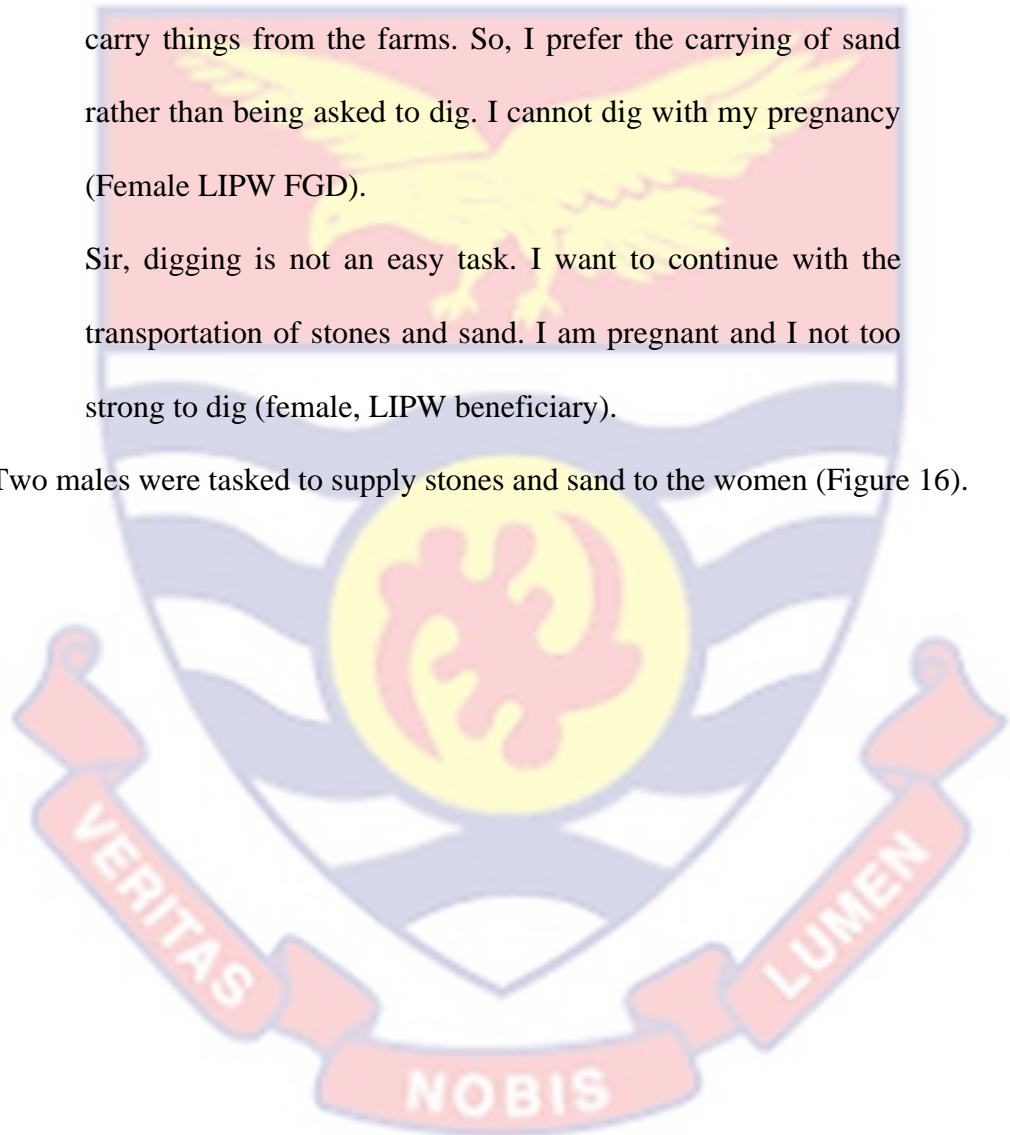 carry things from the farms. So, I prefer the carrying of sand
rather than being asked to dig. I cannot dig with my pregnancy
(Female LIPW FGD).
Sir, digging is not an easy task. I want to continue with the
transportation of stones and sand. I am pregnant and I not too
strong to dig (female, LIPW beneficiary).
Two males were tasked to supply stones and sand to the women (Figure 16).
VERITAS
NOBIS
LUMEN